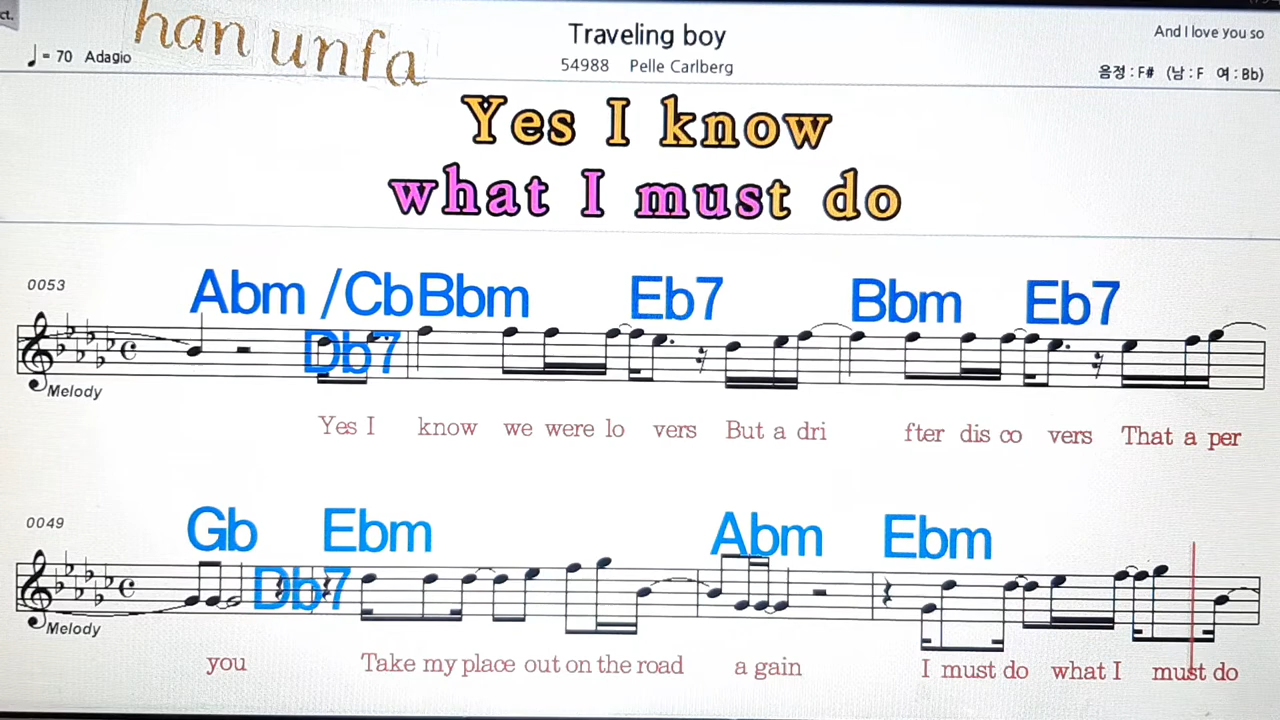 ct.
han unfa
Traveling boy
And I love you so
♩ = 70 Adagio
54988 Pelle Carlberg
음정 : F# (남 : F 여 : Bb)
Yes I know
what I must do
0053
Abm /Cb Bbm Eb7 Bbm Eb7
Db7
Melody
Yes I know we were lo vers But a dri fter dis co vers That a per
0049
Gb Ebm Abm Ebm
Db7
Melody
you Take my place out on the road a gain I must do what I must do